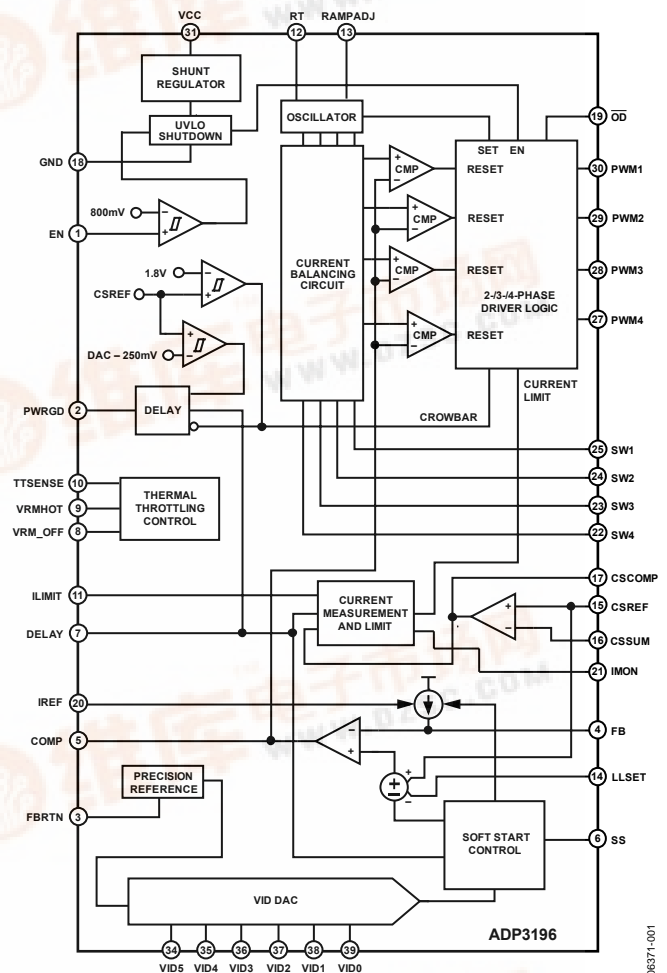 VCC
31
RT
12
RAMPADJ
13
SHUNT
REGULATOR
OSCILLATOR
UVLO
SHUTDOWN
19 OD
SET EN
GND 18
RESET
30 PWM1
+
–
CMP
800mV
–
+
EN 1
+
–
CMP
RESET
29 PWM2
1.8V
–
+
CSREF
CURRENT
BALANCING
CIRCUIT
+
–
CMP
RESET
28 PWM3
2-/3-/4-PHASE
DRIVER LOGIC
+
–
DAC – 250mV
+
–
CMP
RESET
27 PWM4
CURRENT
LIMIT
PWRGD 2
DELAY
CROWBAR
25 SW1
24 SW2
23 SW3
22 SW4
TTSENSE 10
VRMHOT 9
VRM_OFF 8
THERMAL
THROTTLING
CONTROL
17 CSCOMP
ILIMIT 11
CURRENT
MEASUREMENT
AND LIMIT
+
–
15 CSREF
DELAY 7
16 CSSUM
21 IMON
IREF 20
COMP 5
–
+
4 FB
PRECISION
REFERENCE
+
–
14 LLSET
FBRTN 3
SOFT START
CONTROL
6 SS
VID DAC
ADP3196
34 35 36 37 38 39
VID5 VID4 VID3 VID2 VID1 VID0
06371-001